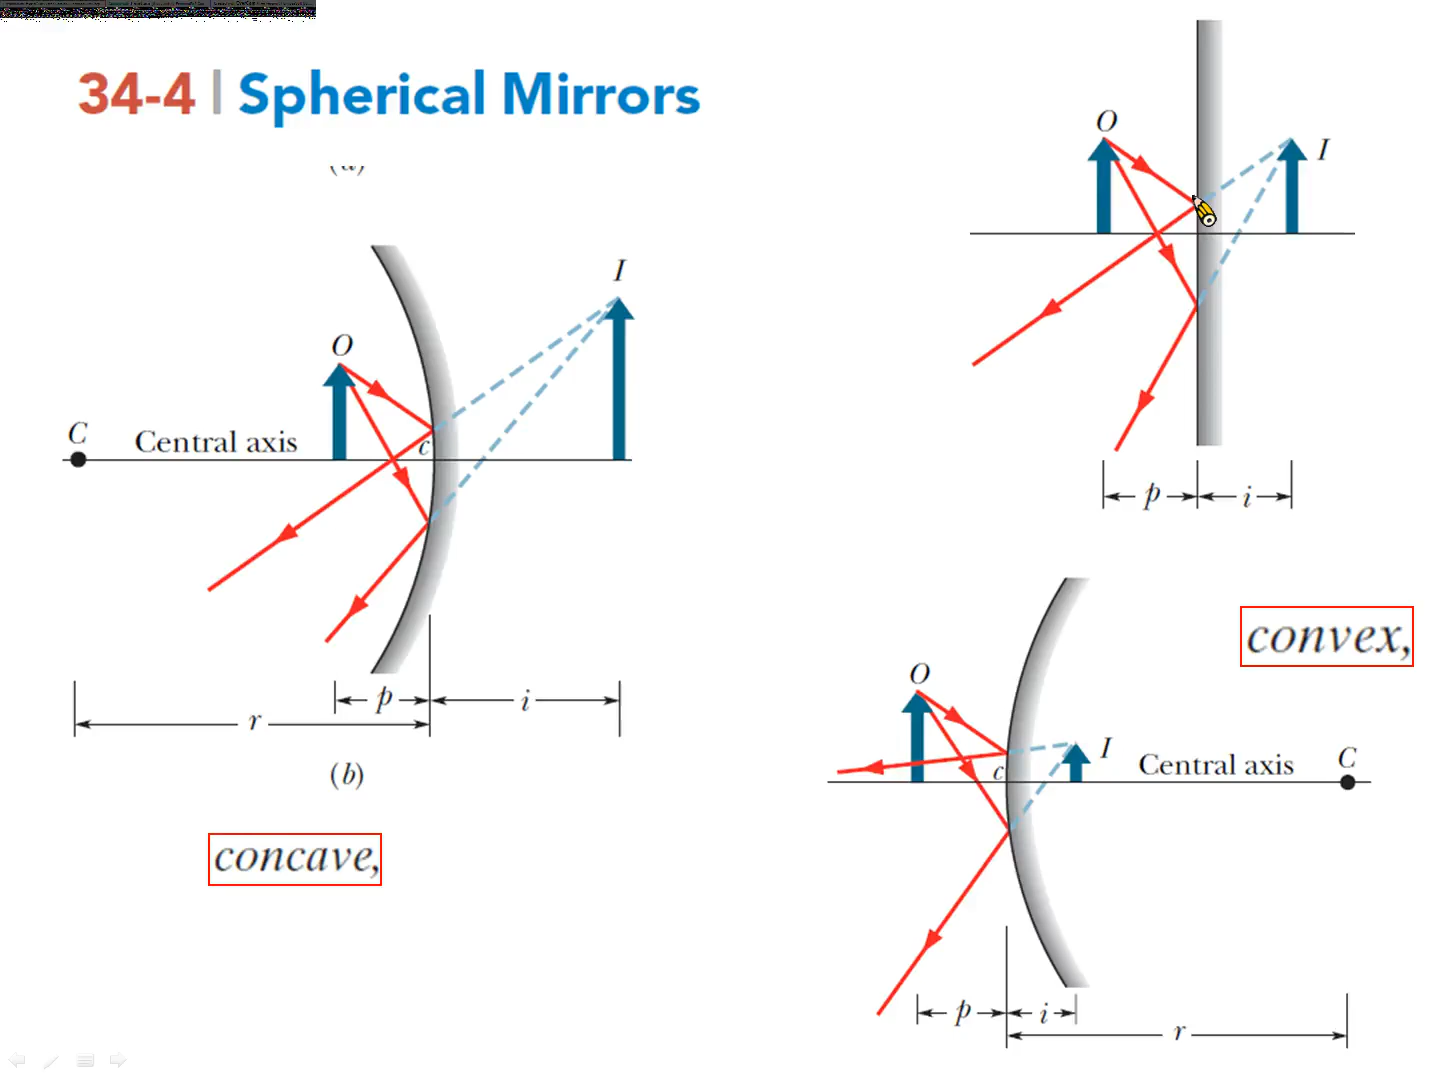 34-4 | Spherical Mirrors
O
I
C
Central axis
c
p
i
r
(b)
concave,
O
I
p
i
convex,
O
I
c
Central axis
C
p
i
r